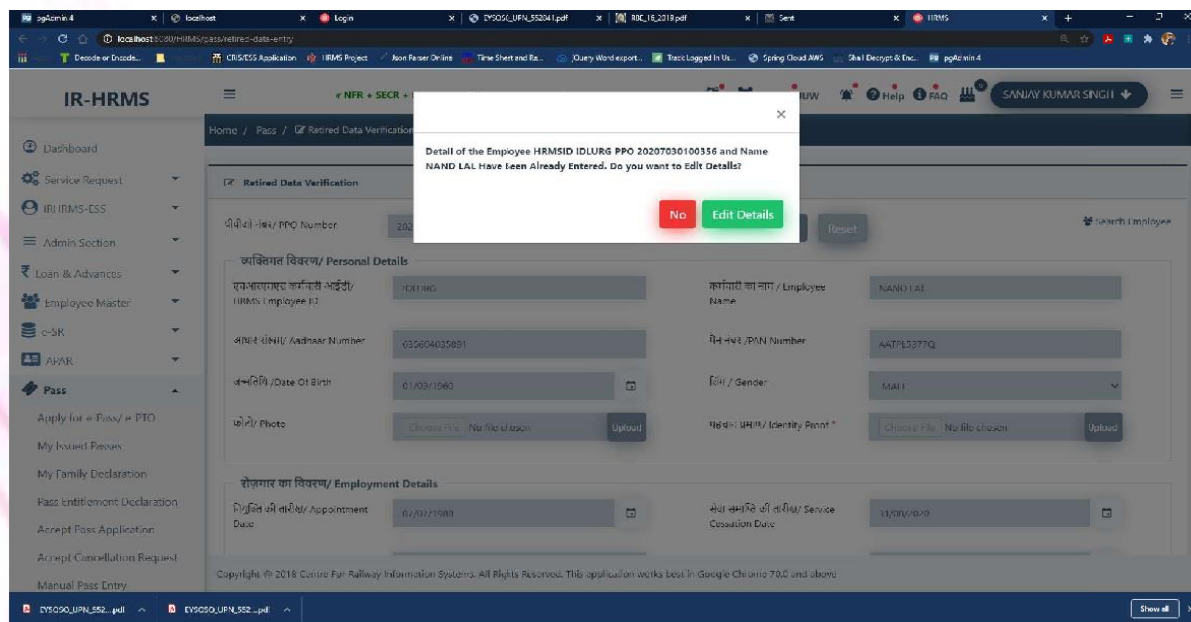 pgAdmin 4
localhost
Login
EYSOSO_UPN_552041.pdf
RBE_16_2019.pdf
Sent
HRMS
localhost:8080/HRMS/pass/retired-data-entry
Decode or Encode...
CRIS/ESS Application
HRMS Project
Json Parser Online
Time Sheet and Ra...
jQuery Word export...
Track Logged In Us...
Spring Cloud AWS
Shall Decrypt & Enc...
pgAdmin 4
IR-HRMS
NFR + SECR +
Help
FAQ
SANJAY KUMAR SINGH
Home / Pass / Retired Data Verification
×
Detail of the Employee HRMSID IDLURG PPO 20207030100356 and Name
NAND LAL Have Been Already Entered. Do you want to Edit Details?
No
Edit Details
Dashboard
Service Request
IRHRMS-ESS
Admin Section
Loan & Advances
Employee Master
e-SR
APAR
Pass
Apply for e-Pass/ e-PTO
My Issued Passes
My Family Declaration
Pass Entitlement Declaration
Accept Pass Application
Accept Cancellation Request
Manual Pass Entry
Retired Data Verification
पीपीओ नंबर/ PPO Number
202
Reset
Search Employee
व्यक्तिगत विवरण/ Personal Details
एचआरएमएस कर्मचारी आईडी/
HRMS Employee ID
IDLURG
कर्मचारी का नाम / Employee
Name
NAND LAL
आधार संख्या/ Aadhaar Number
पैन नंबर /PAN Number
जन्मतिथि /Date Of Birth
लिंग / Gender
MALE
फोटो/ Photo
Choose File No file chosen
Upload
पहचान प्रमाण/ Identity Proof *
Choose File No file chosen
Upload
रोज़गार का विवरण/ Employment Details
नियुक्ति की तारीख/ Appointment
Date
सेवा समाप्ति की तारीख/ Service
Cessation Date
31/08/2020
Copyright © 2018 Centre For Railway Information Systems. All Rights Reserved. This application works best in Google Chrome 70.0 and above
EYSOSO_UPN_552....pdf
EYSOSO_UPN_552....pdf
Show all